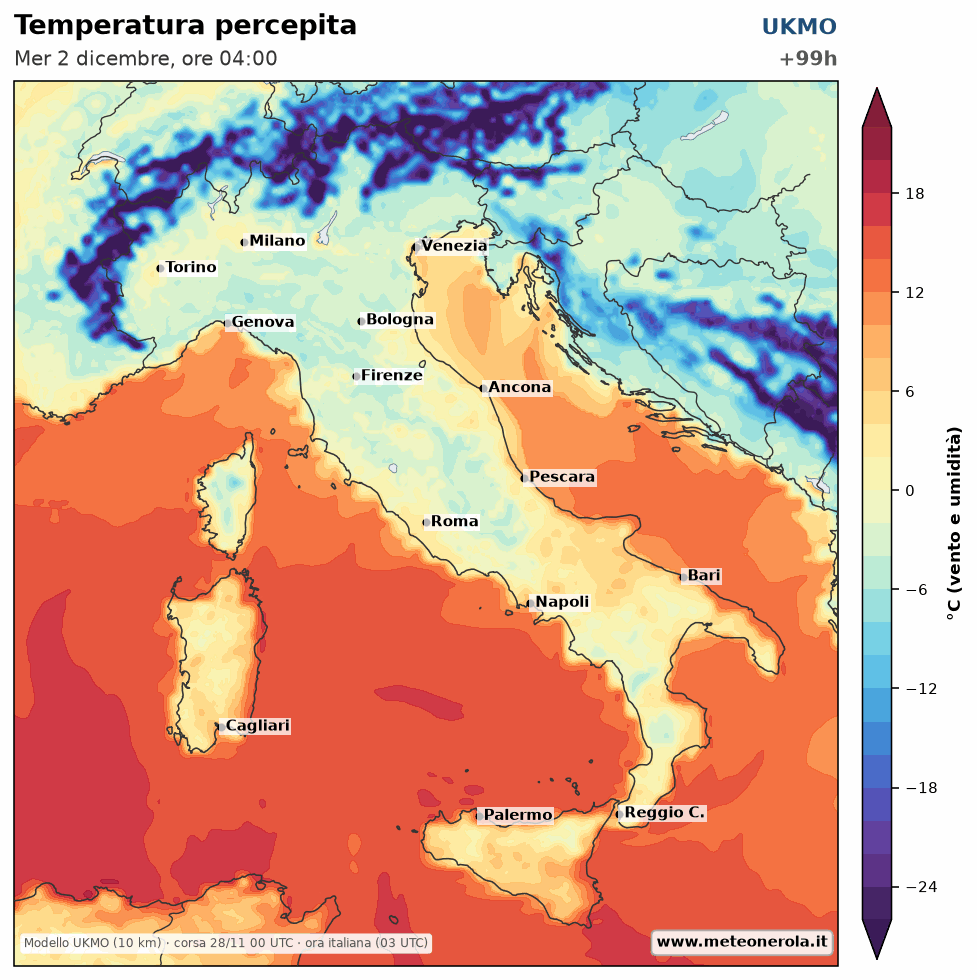 Temperatura percepita
UKMO
Mer 2 dicembre, ore 04:00
+99h
Milano
Venezia
Torino
Genova
Bologna
Firenze
Ancona
Pescara
Roma
Bari
Napoli
Cagliari
Palermo
Reggio C.
18
12
6
0
−6
−12
−18
−24
°C (vento e umidità)
Modello UKMO (10 km) · corsa 28/11 00 UTC · ora italiana (03 UTC)
www.meteonerola.it